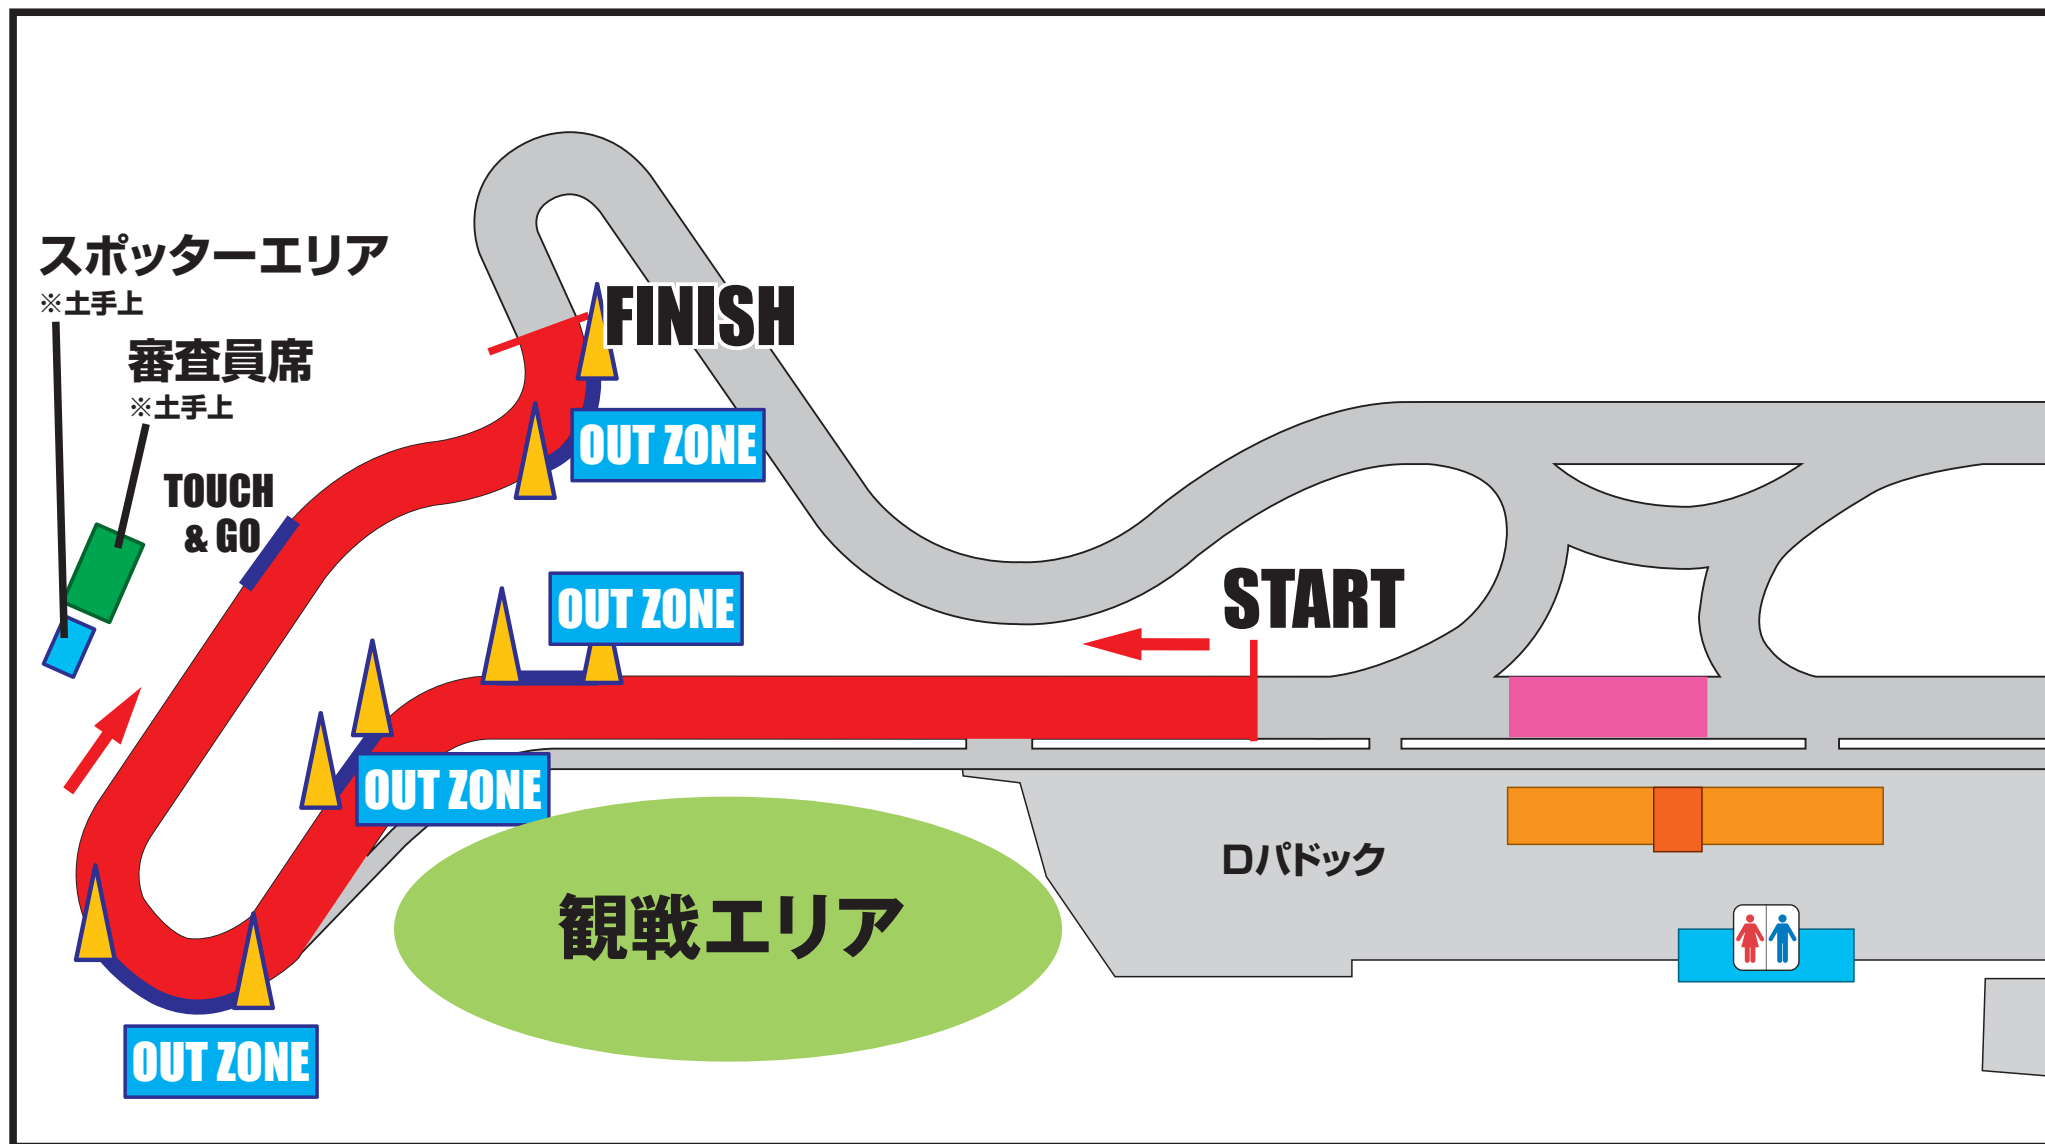 スポッターエリア
※土手上
審査員席
※土手上
TOUCH
& GO
FINISH
OUT ZONE
OUT ZONE
START
OUT ZONE
Dパドック
観戦エリア
OUT ZONE